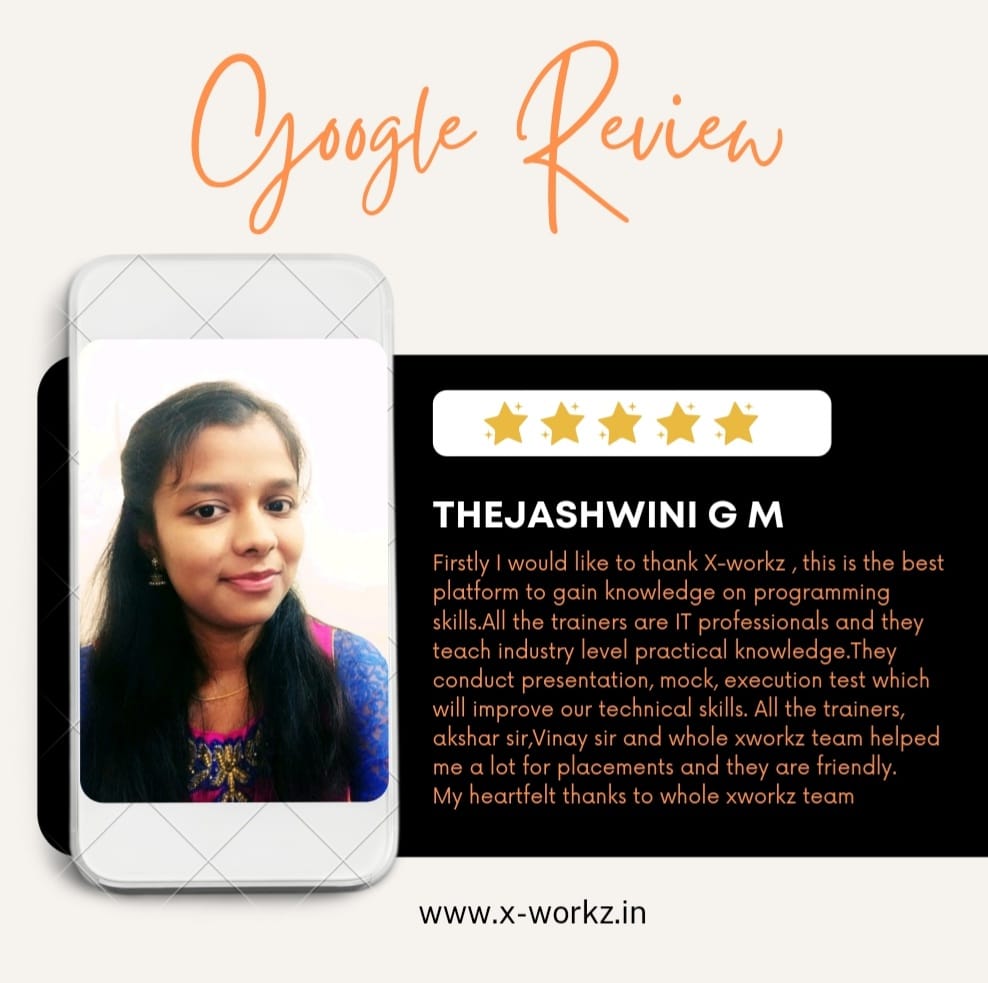 Google Review
THEJASHWINI G M
Firstly I would like to thank X-workz , this is the best
platform to gain knowledge on programming
skills.All the trainers are IT professionals and they
teach industry level practical knowledge.They
conduct presentation, mock, execution test which
will improve our technical skills. All the trainers,
akshar sir,Vinay sir and whole xworkz team helped
me a lot for placements and they are friendly.
My heartfelt thanks to whole xworkz team
www.x-workz.in